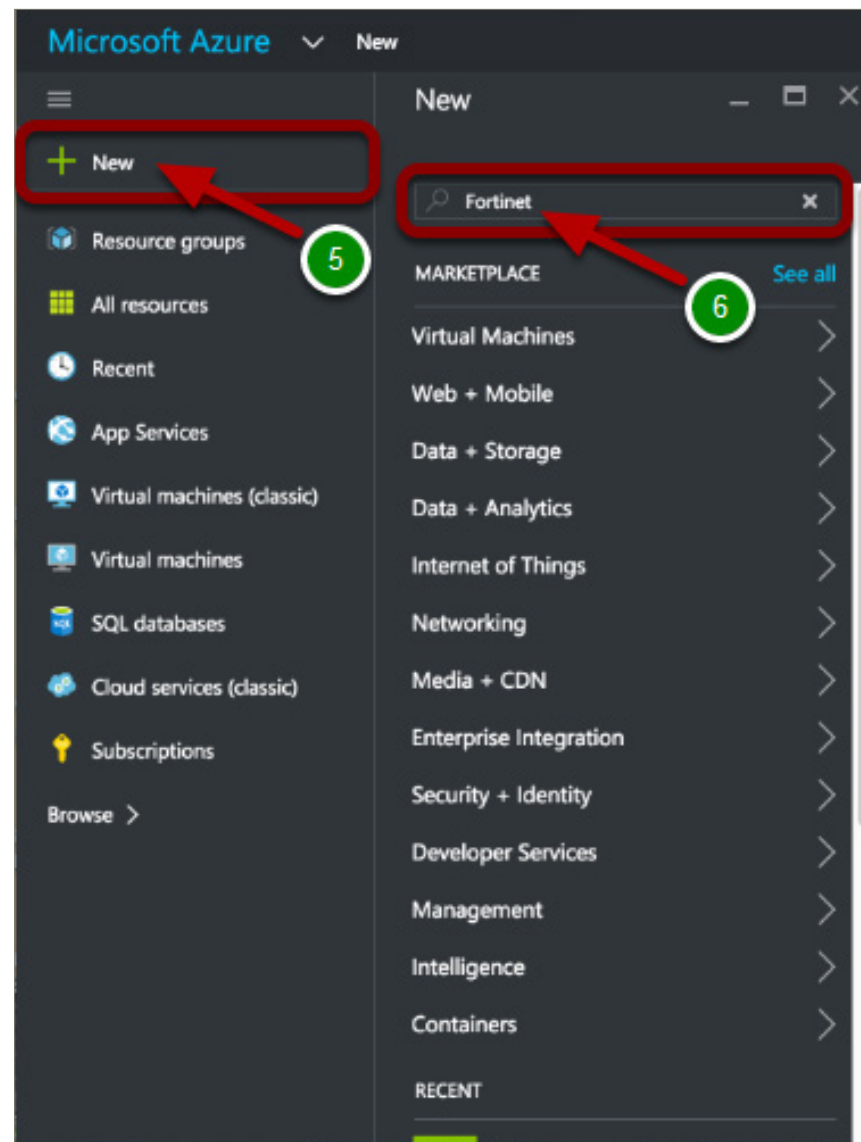 Microsoft Azure New
New
New
Fortinet
Resource groups
5
MARKETPLACE See all
6
All resources
Virtual Machines
Recent
Web + Mobile
App Services
Data + Storage
Virtual machines (classic)
Data + Analytics
Virtual machines
Internet of Things
SQL databases
Networking
Cloud services (classic)
Media + CDN
Subscriptions
Enterprise Integration
Browse >
Security + Identity
Developer Services
Management
Intelligence
Containers
RECENT